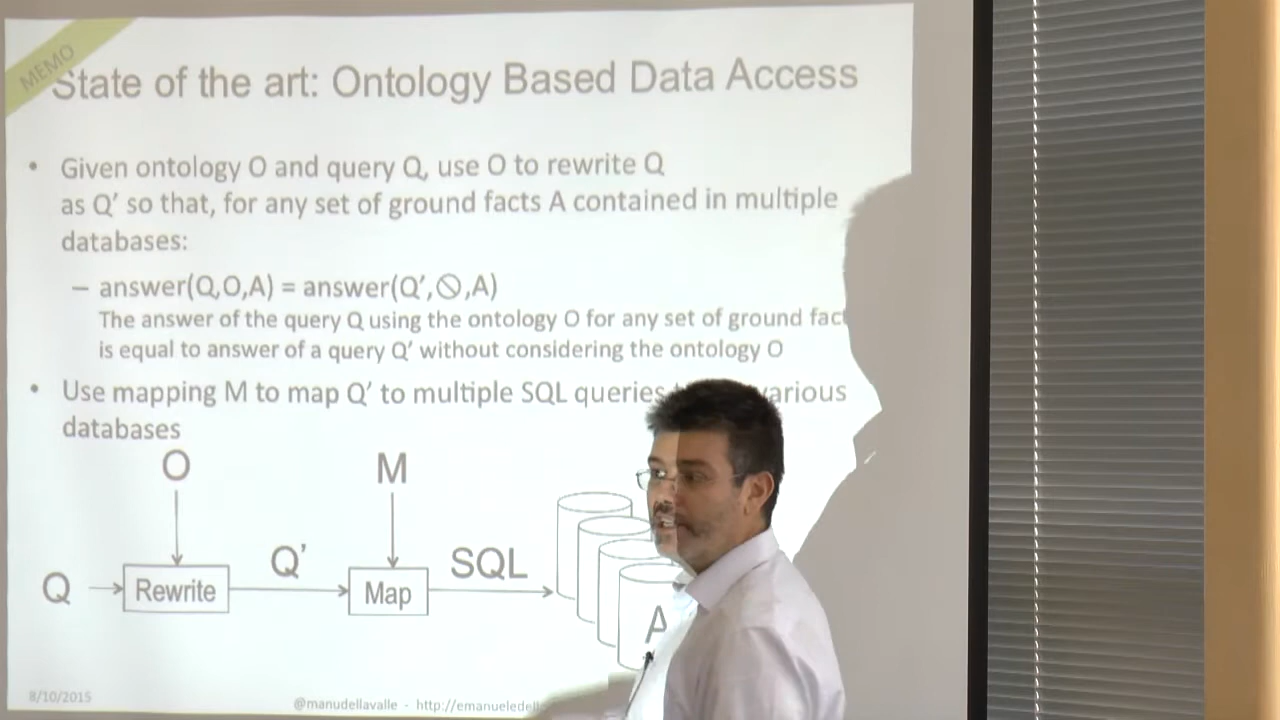 MEMO
State of the art: Ontology Based Data Access
• Given ontology O and query Q, use O to rewrite Q
as Q’ so that, for any set of ground facts A contained in multiple
databases:
– answer(Q,O,A) = answer(Q’,⃠,A)
The answer of the query Q using the ontology O for any set of ground fact
is equal to answer of a query Q’ without considering the ontology O
• Use mapping M to map Q’ to multiple SQL queries various
databases
O M
Q Rewrite Q’ Map SQL A
8/10/2015 @manudellavalle - http://emanueledell